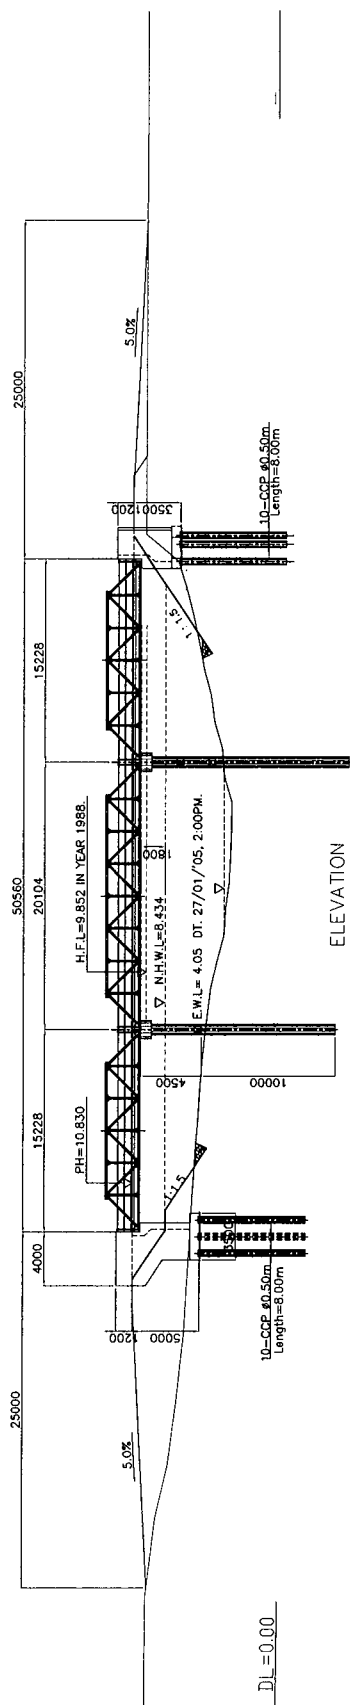 25000
50560
4000
15228
20104
15228
25000
5.0%
PH=10.830
H.F.L=9.852 IN YEAR 1988.
N.H.W.L=8.434
1800
E.W.L= 4.05 DT. 27/01/'05, 2:00PM.
1:1.5
1:1.5
5.0%
1200
5000
3500
1200
3500
4500
10000
10-CCP ø0.50m
Length=8.00m
10-CCP ø0.50m
Length=8.00m
DL=0.00
ELEVATION